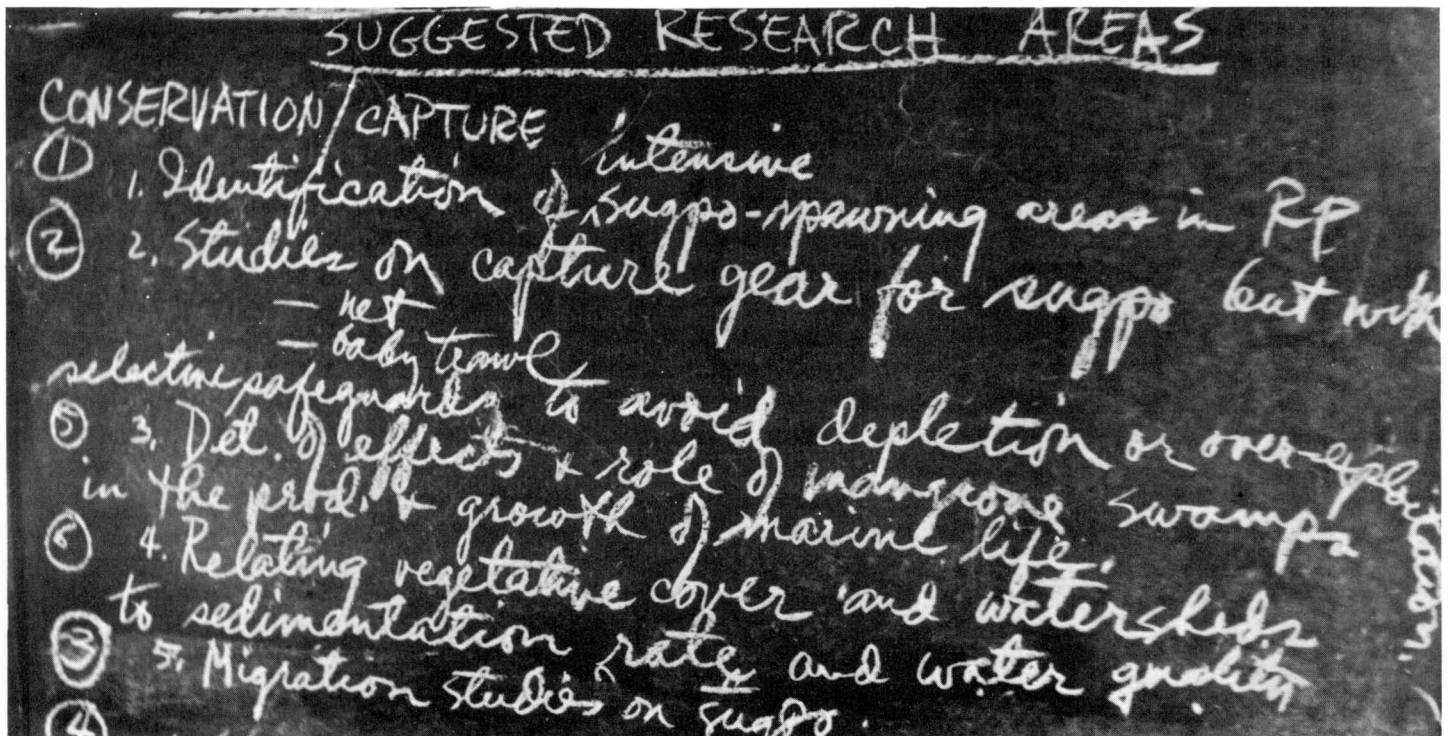 SUGGESTED RESEARCH AREAS
CONSERVATION/CAPTURE
intensive
① 1. Identification of sugpo-spawning areas in RP
② 2. Studies on capture gear for sugpo but with
— net
— baby trawl
selective safeguards to avoid depletion or over-exploitation.
⑤ 3. Det. of effects & role of mangrove swamps
in the prod. & growth of marine life.
⑥ 4. Relating vegetative cover and watersheds
to sedimentation rate and water quality.
③ 5. Migration studies on sugpo.
④